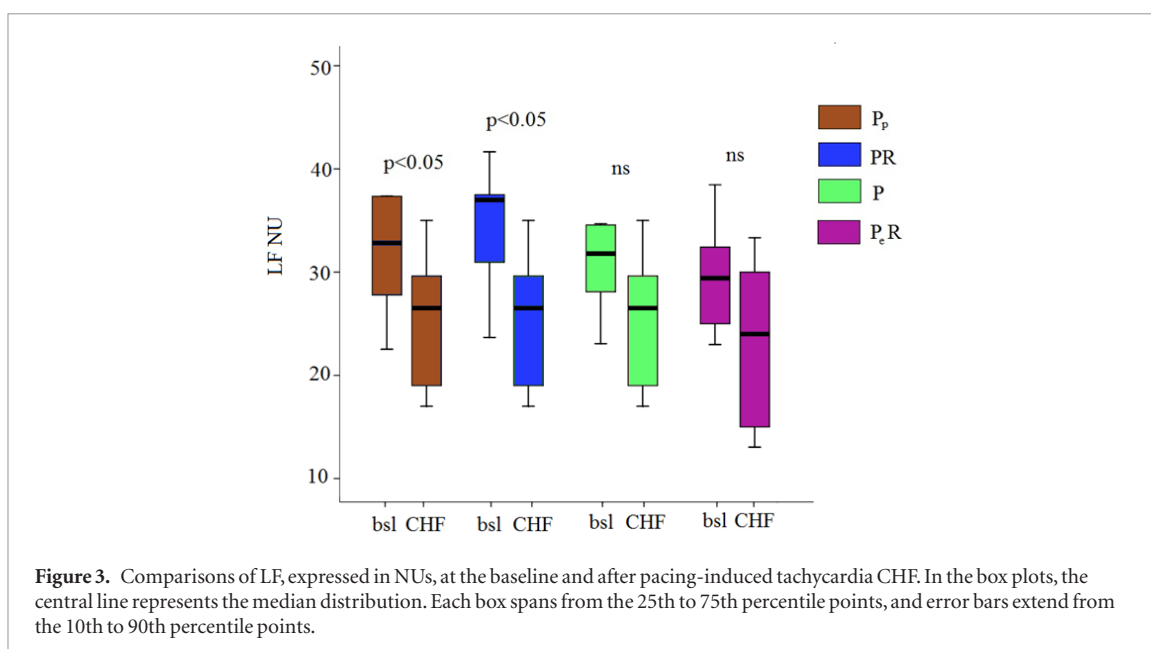 50
40
30
20
10
LF NU
p<0.05
p<0.05
ns
ns
P_p
PR
P
P_e R
bsl CHF
bsl CHF
bsl CHF
bsl CHF
Figure 3. Comparisons of LF, expressed in NUs, at the baseline and after pacing-induced tachycardia CHF. In the box plots, the
central line represents the median distribution. Each box spans from the 25th to 75th percentile points, and error bars extend from
the 10th to 90th percentile points.